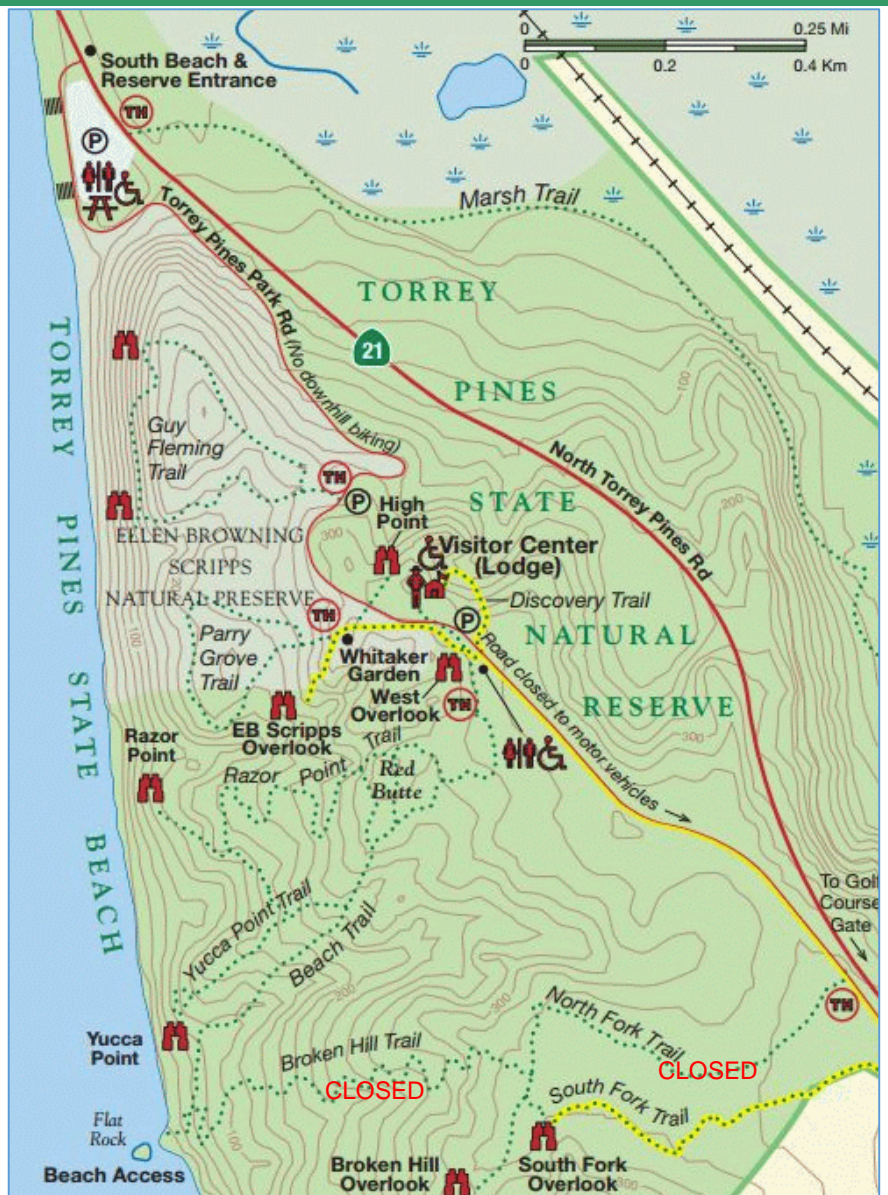 0 0.25 Mi
0 0.2 0.4 Km
South Beach &
Reserve Entrance
TH
P
Marsh Trail
Torrey Pines Park Rd (No downhill biking)
TORREY
PINES
STATE
NATURAL
RESERVE
21
North Torrey Pines Rd
TORREY PINES STATE BEACH
100
200
Guy
Fleming
Trail
TH
P
High
Point
300
ELLEN BROWNING
SCRIPPS
NATURAL PRESERVE
200
100
Visitor Center
(Lodge)
Discovery Trail
TH
P
Parry
Grove
Trail
Whitaker
Garden
West
Overlook
TH
Road closed to motor vehicles
EB Scripps
Overlook
300
Razor
Point
Razor Point Trail
Red
Butte
To Golf
Course
Gate
Yucca Point Trail
Beach Trail
200
300
TH
Yucca
Point
Broken Hill Trail
CLOSED
North Fork Trail
CLOSED
South Fork Trail
Flat
Rock
100
Beach Access
Broken Hill
Overlook
South Fork
Overlook
300